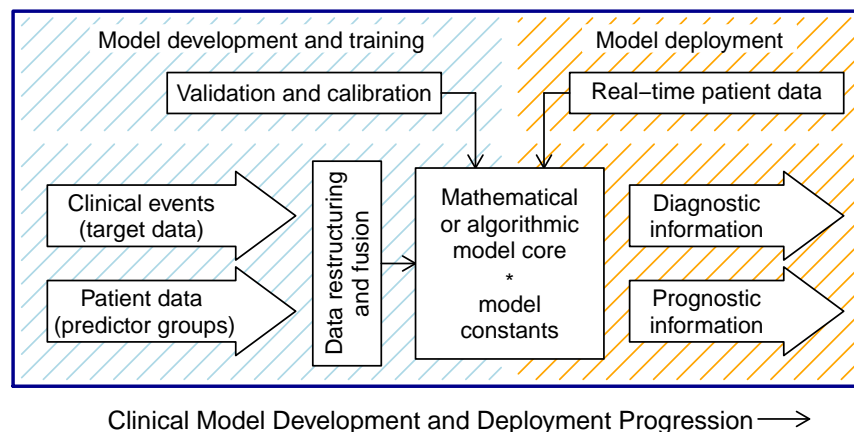 Model development and training
Model deployment
Validation and calibration
Real−time patient data
Clinical events
(target data)
Patient data
(predictor groups)
Data restructuring
and fusion
Mathematical
or algorithmic
model core
*
model
constants
Diagnostic
information
Prognostic
information
Clinical Model Development and Deployment Progression